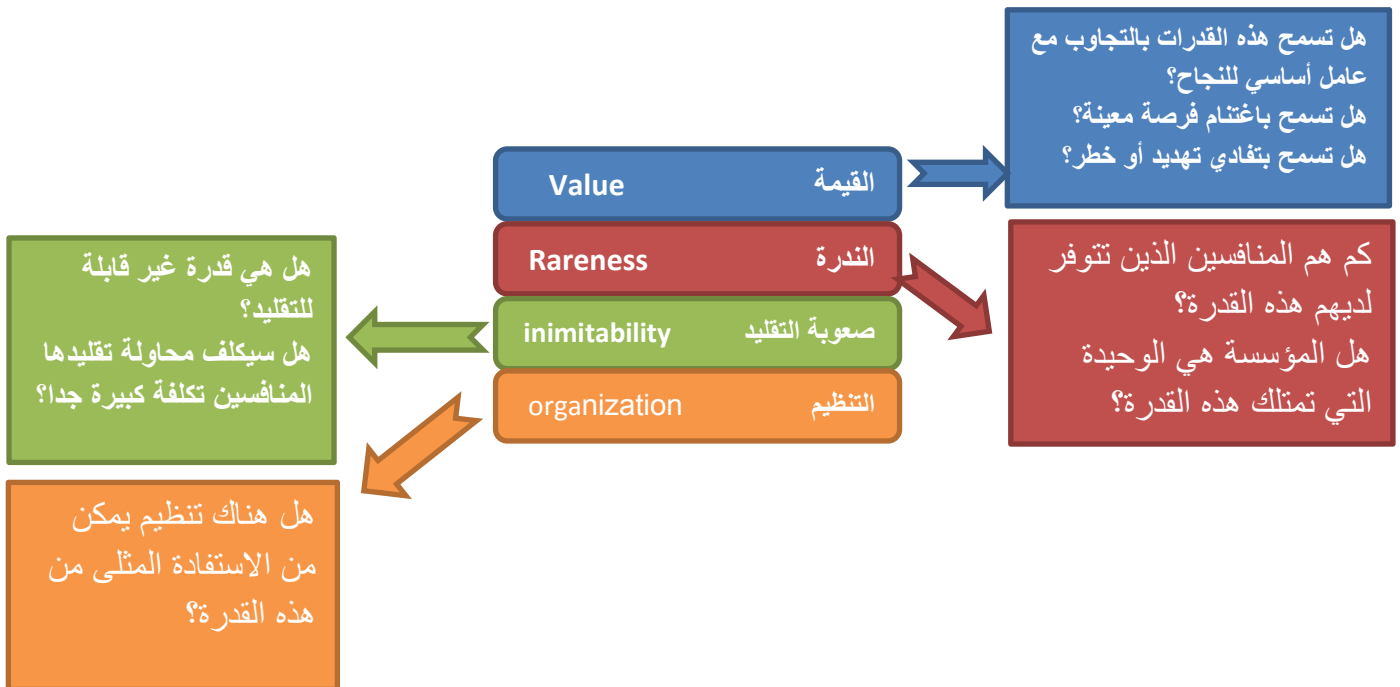 هل تسمح هذه القدرات بالتجاوب مع
عامل أساسي للنجاح؟
هل تسمح باغتنام فرصة معينة؟
هل تسمح بتفادي تهديد أو خطر؟
القيمة Value
الندرة Rareness
صعوبة التقليد inimitability
التنظيم organization
كم هم المنافسين الذين تتوفر
لديهم هذه القدرة؟
هل المؤسسة هي الوحيدة
التي تمتلك هذه القدرة؟
هل هي قدرة غير قابلة
للتقليد؟
هل سيكلف محاولة تقليدها
المنافسين تكلفة كبيرة جدا؟
هل هناك تنظيم يمكن
من الاستفادة المثلى من
هذه القدرة؟